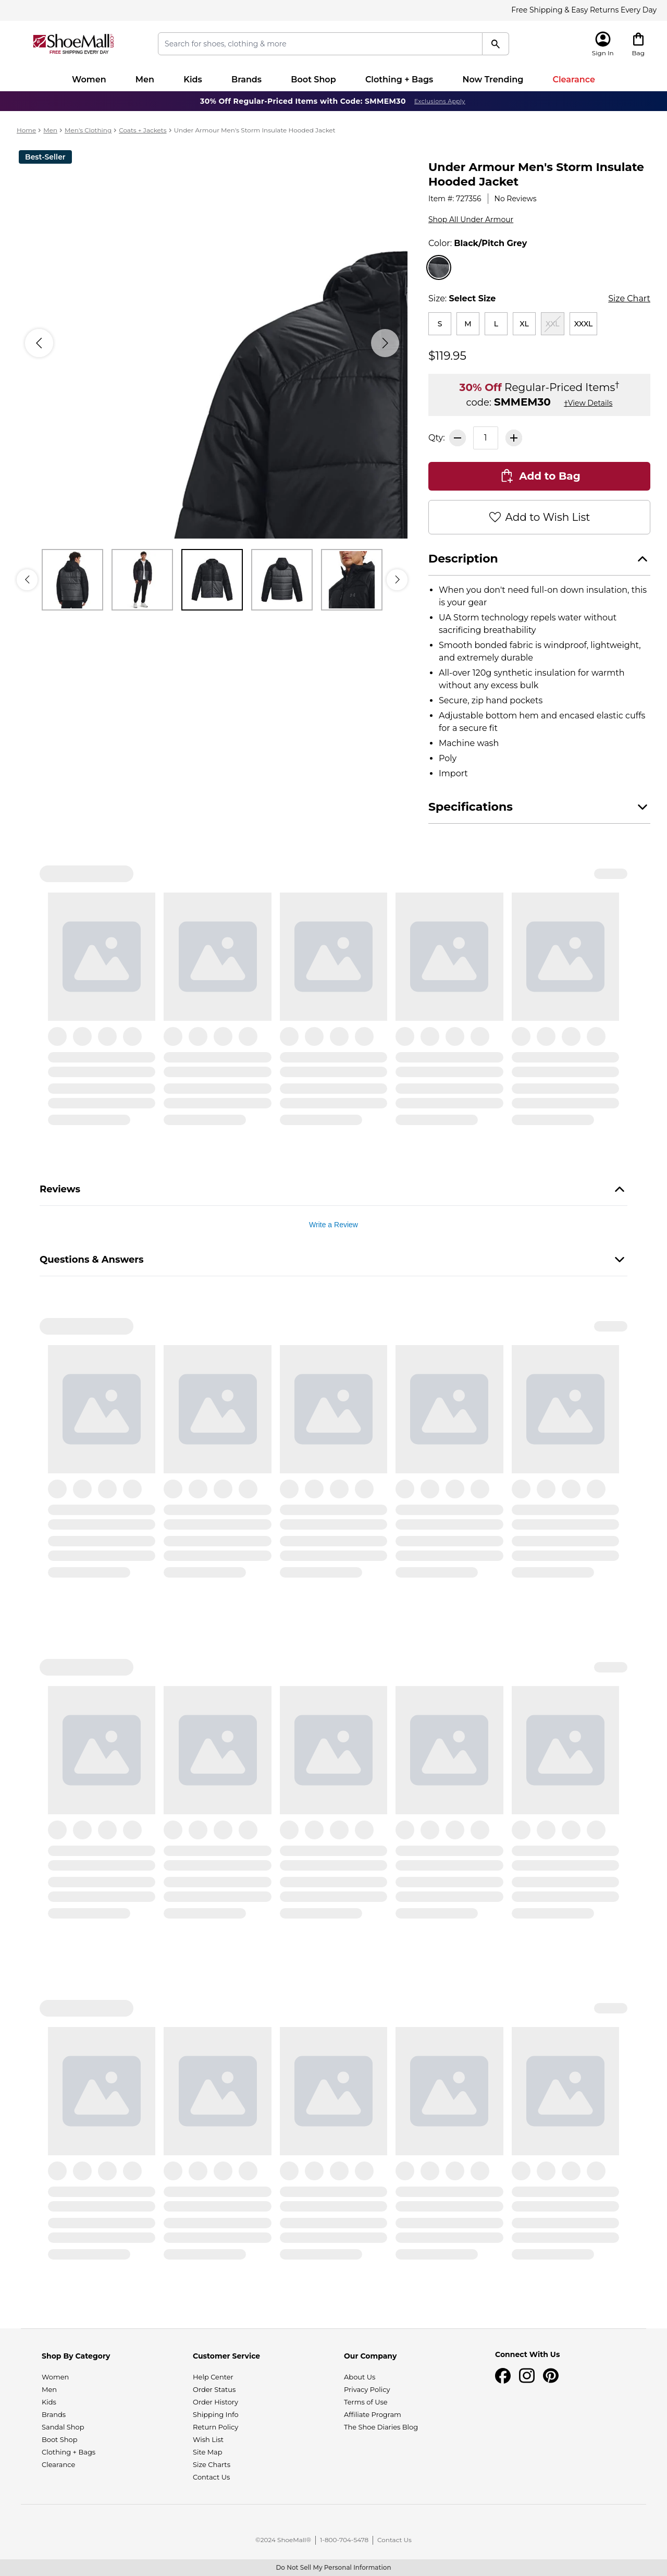 Free Shipping & Easy Returns Every Day
ShoeMall.com
FREE SHIPPING EVERY DAY
Search for shoes, clothing & more
Sign In
Bag
Women
Men
Kids
Brands
Boot Shop
Clothing + Bags
Now Trending
Clearance
30% Off Regular-Priced Items with Code: SMMEM30 Exclusions Apply
Home > Men > Men's Clothing > Coats + Jackets > Under Armour Men's Storm Insulate Hooded Jacket
Best-Seller
Under Armour Men's Storm Insulate
Hooded Jacket
Item #: 727356 | No Reviews
Shop All Under Armour
Color: Black/Pitch Grey
Size: Select Size
Size Chart
S
M
L
XL
XXL
XXXL
$119.95
30% Off Regular-Priced Items†
code: SMMEM30 †View Details
Qty:
1
Add to Bag
Add to Wish List
Description
• When you don't need full-on down insulation, this
is your gear
• UA Storm technology repels water without
sacrificing breathability
• Smooth bonded fabric is windproof, lightweight,
and extremely durable
• All-over 120g synthetic insulation for warmth
without any excess bulk
• Secure, zip hand pockets
• Adjustable bottom hem and encased elastic cuffs
for a secure fit
• Machine wash
• Poly
• Import
Specifications
Reviews
Write a Review
Questions & Answers
Shop By Category
Women
Men
Kids
Brands
Sandal Shop
Boot Shop
Clothing + Bags
Clearance
Customer Service
Help Center
Order Status
Order History
Shipping Info
Return Policy
Wish List
Site Map
Size Charts
Contact Us
Our Company
About Us
Privacy Policy
Terms of Use
Affiliate Program
The Shoe Diaries Blog
Connect With Us
©2024 ShoeMall® | 1-800-704-5478 | Contact Us
Do Not Sell My Personal Information